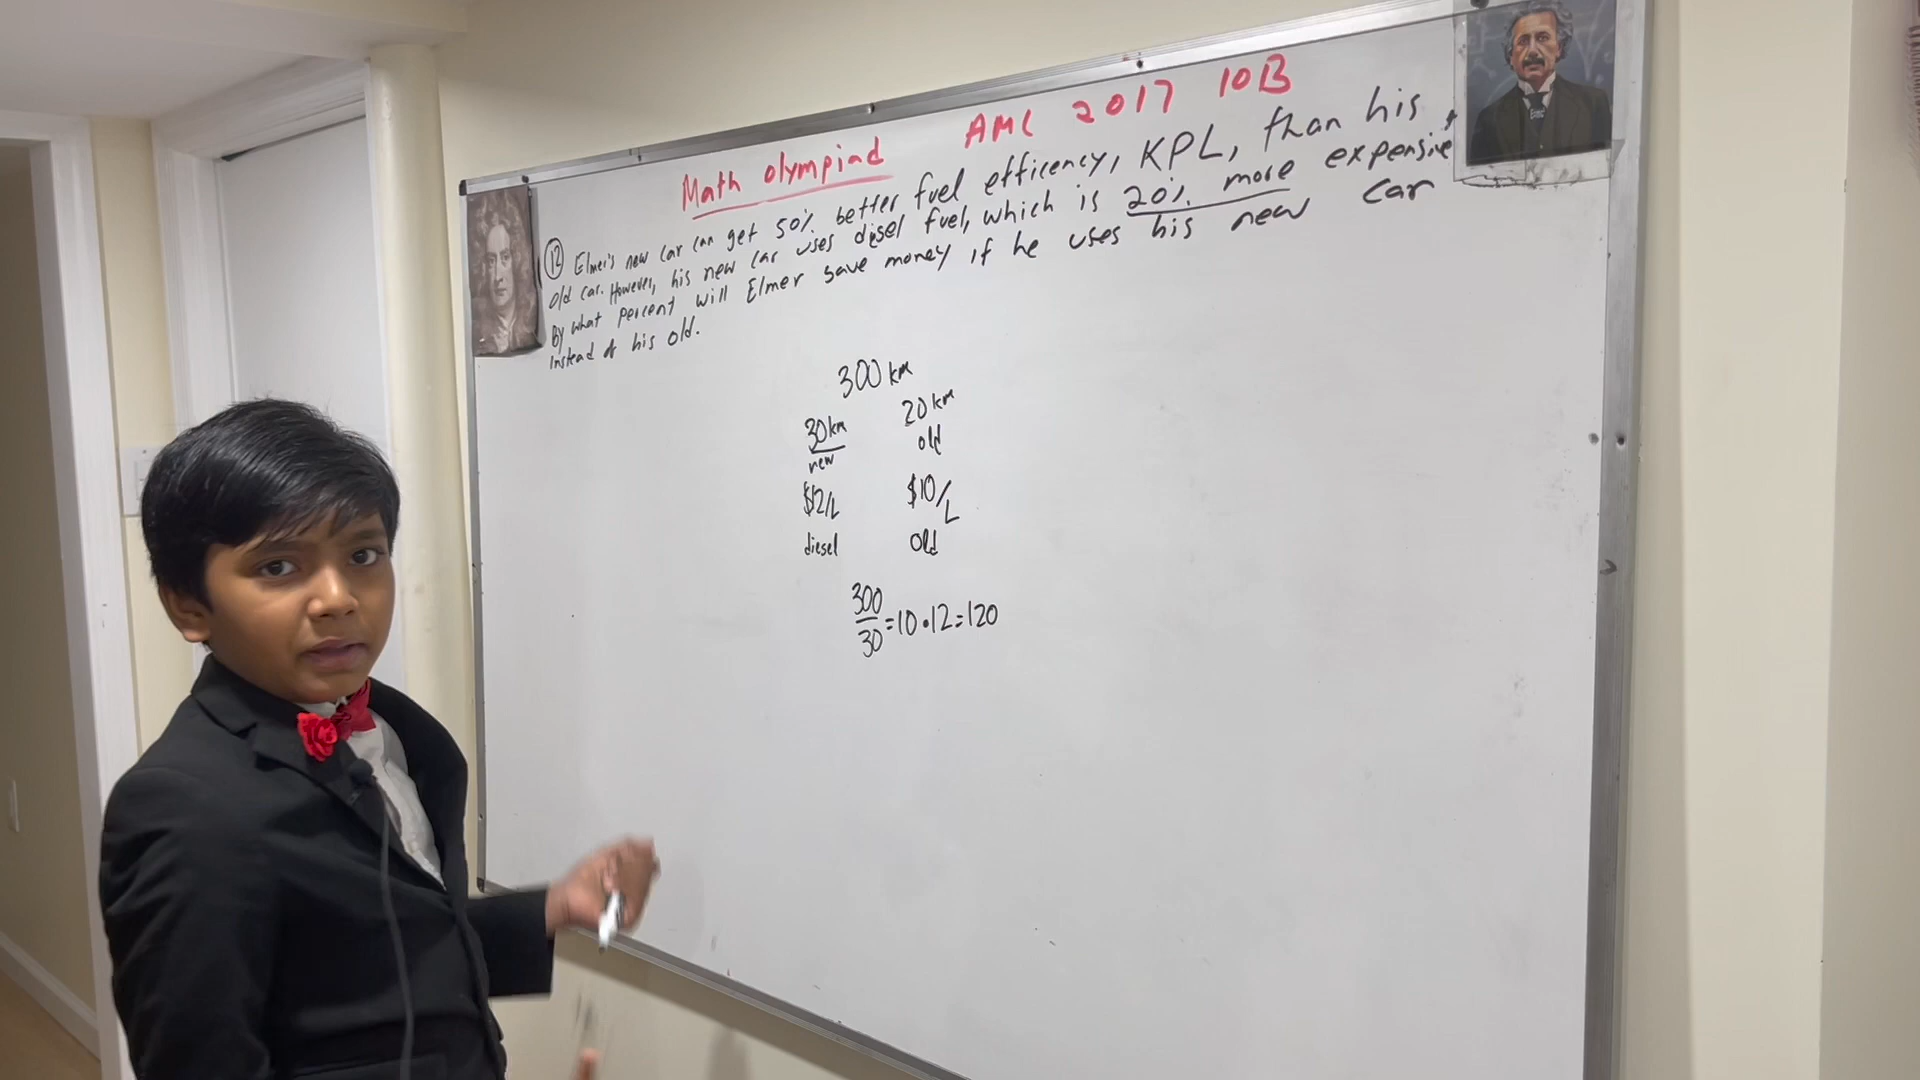 Math Olympiad AMC 2017 10B
(12) Elmer's new car can get 50% better fuel efficency, KPL, than his
old car. However, his new car uses diesel fuel, which is 20% more expensive,
By what percent will Elmer save money if he uses his new car
instead of his old.
300 km
30km 20 km
new old
$12/L $10/L
diesel Old
300/30 = 10 • 12 = 120